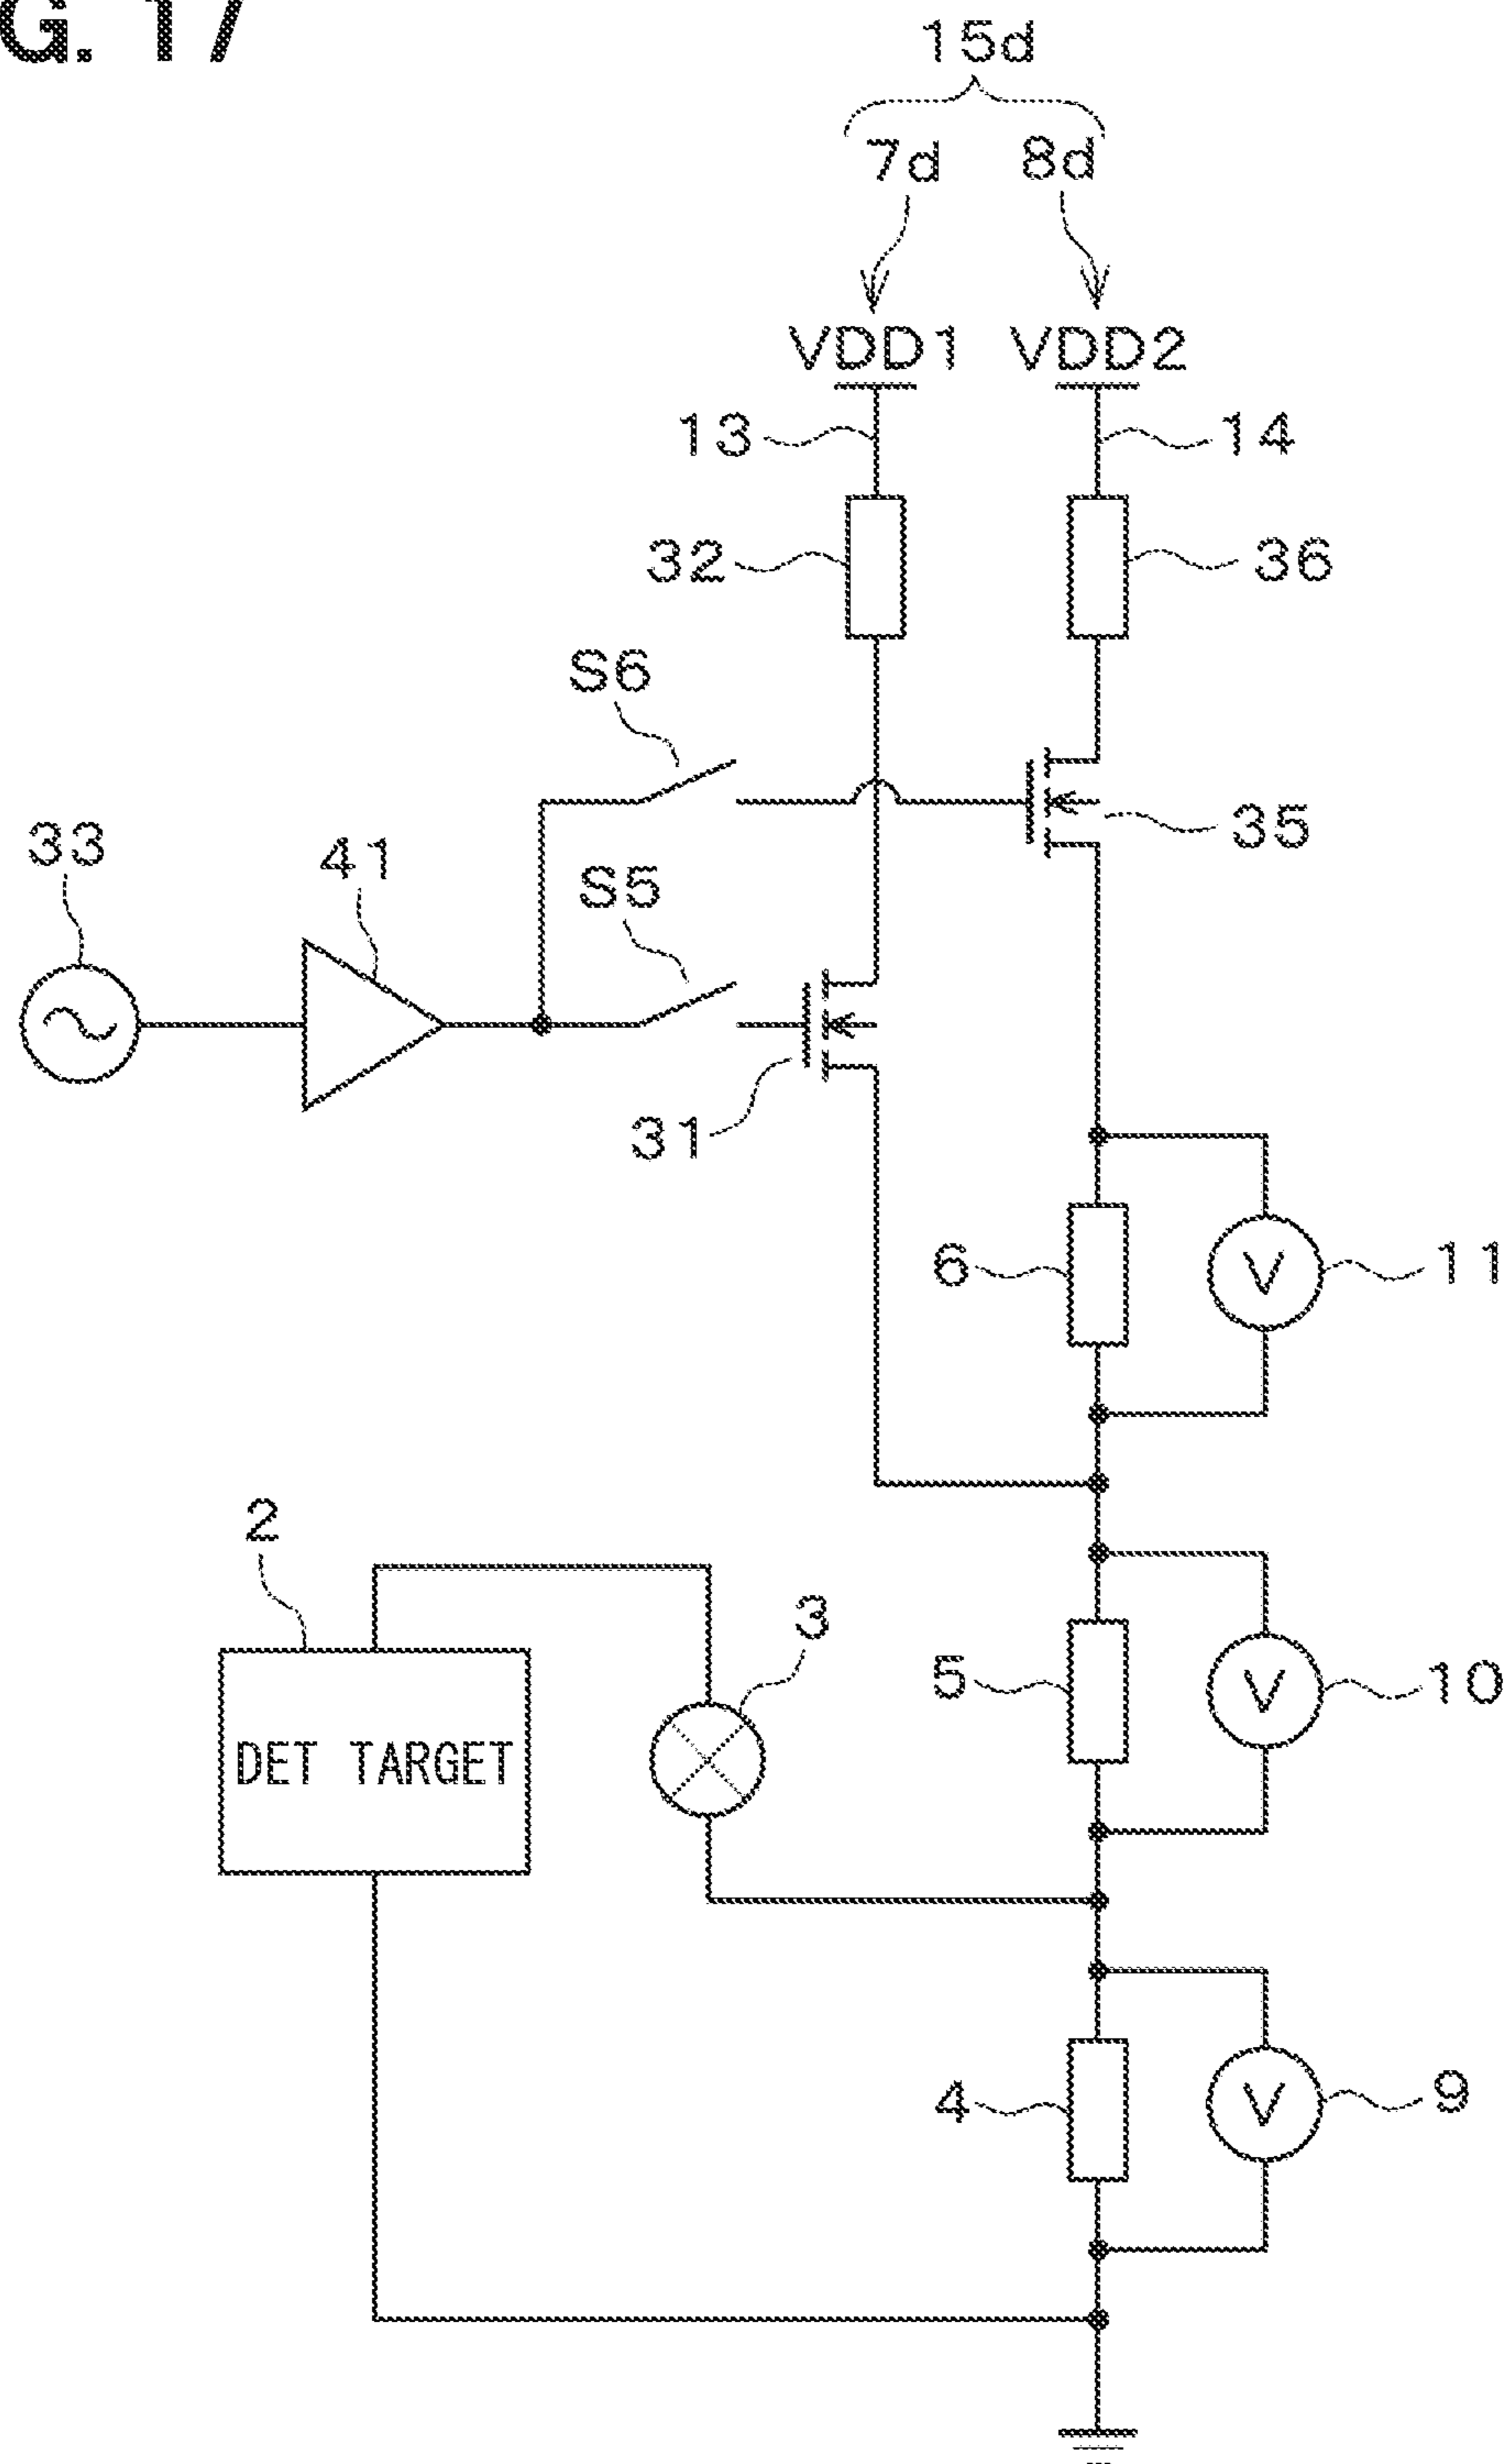 G. 17
15d
7d 8d
VDD1 VDD2
13 14
32 36
S6
35
33 41 S5
31
6 V 11
2
3
5 V 10
DET TARGET
4 V 9